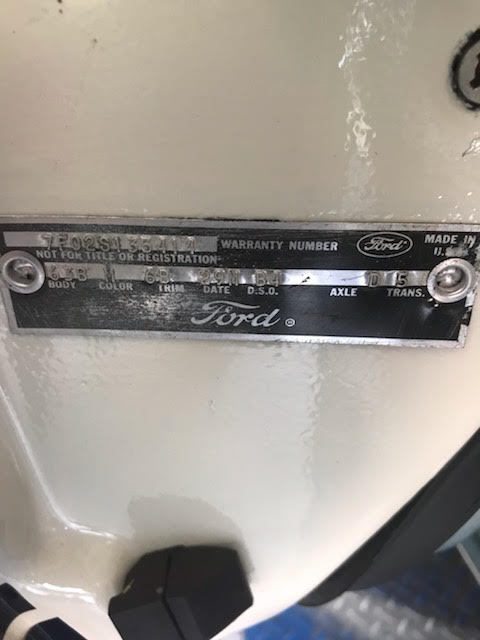 7F02S136414 WARRANTY NUMBER Ford MADE IN
NOT FOR TITLE OR REGISTRATION U.S.A.
63B 6B 29N D 5
BODY COLOR TRIM DATE D.S.O. AXLE TRANS.
Ford ®